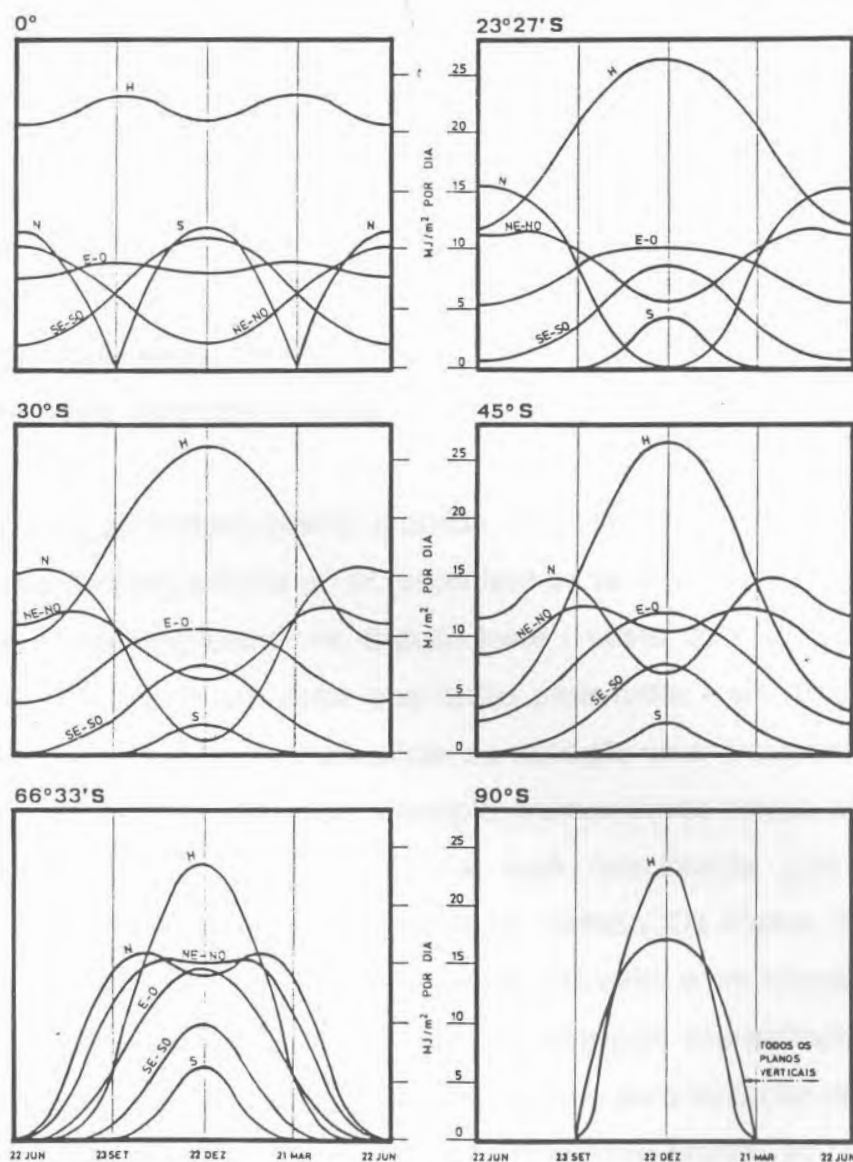 0°
H
N
S
N
E-O
SE-SO
NE-NO
23°27'S
25
20
15
10
5
0
MJ/m² POR DIA
H
N
NE-NO
E-O
SE-SO
S
30°S
H
N
NE-NO
E-O
SE-SO
S
45°S
25
20
15
10
5
0
MJ/m² POR DIA
H
N
NE-NO
E-O
SE-SO
S
66°33'S
H
N
NE-NO
E-O
SE-SO
S
22 JUN
23 SET
22 DEZ
21 MAR
22 JUN
90°S
25
20
15
10
5
0
MJ/m² POR DIA
H
TODOS OS
PLANOS
VERTICAIS
22 JUN
23 SET
22 DEZ
21 MAR
22 JUN